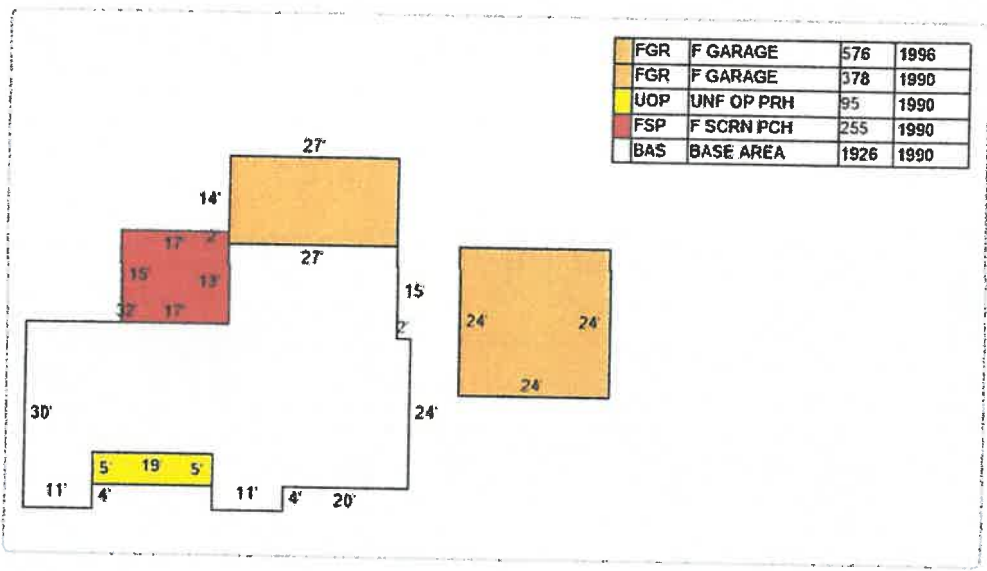 FGR F GARAGE 576 1996
FGR F GARAGE 378 1990
UOP UNF OP PRH 95 1990
FSP F SCRN PCH 255 1990
BAS BASE AREA 1926 1990
27'
14'
17' 2'
27'
15' 13'
15'
32' 17'
2'
24' 24'
24'
30'
24'
5' 19' 5'
11' 4' 11' 4' 20'